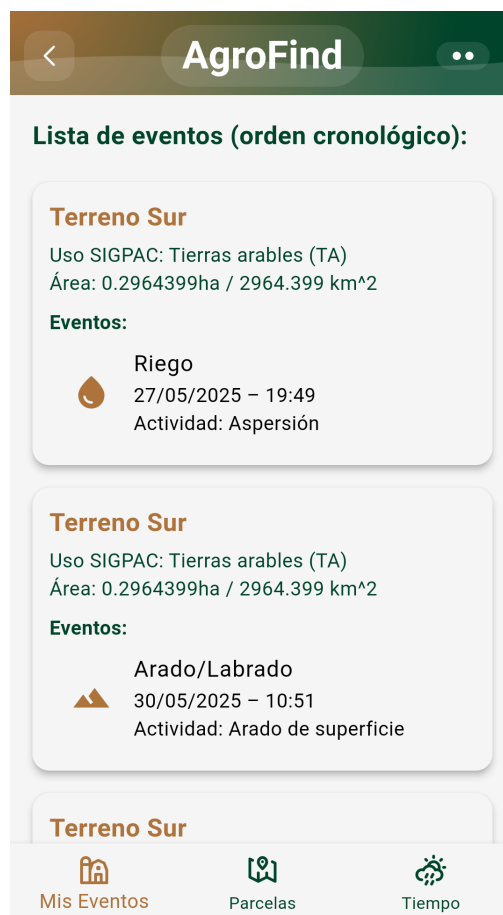 AgroFind
Lista de eventos (orden cronológico):
Terreno Sur
Uso SIGPAC: Tierras arables (TA)
Área: 0.2964399ha / 2964.399 km^2
Eventos:
Riego
27/05/2025 – 19:49
Actividad: Aspersión
Terreno Sur
Uso SIGPAC: Tierras arables (TA)
Área: 0.2964399ha / 2964.399 km^2
Eventos:
Arado/Labrado
30/05/2025 – 10:51
Actividad: Arado de superficie
Terreno Sur
Mis Eventos
Parcelas
Tiempo